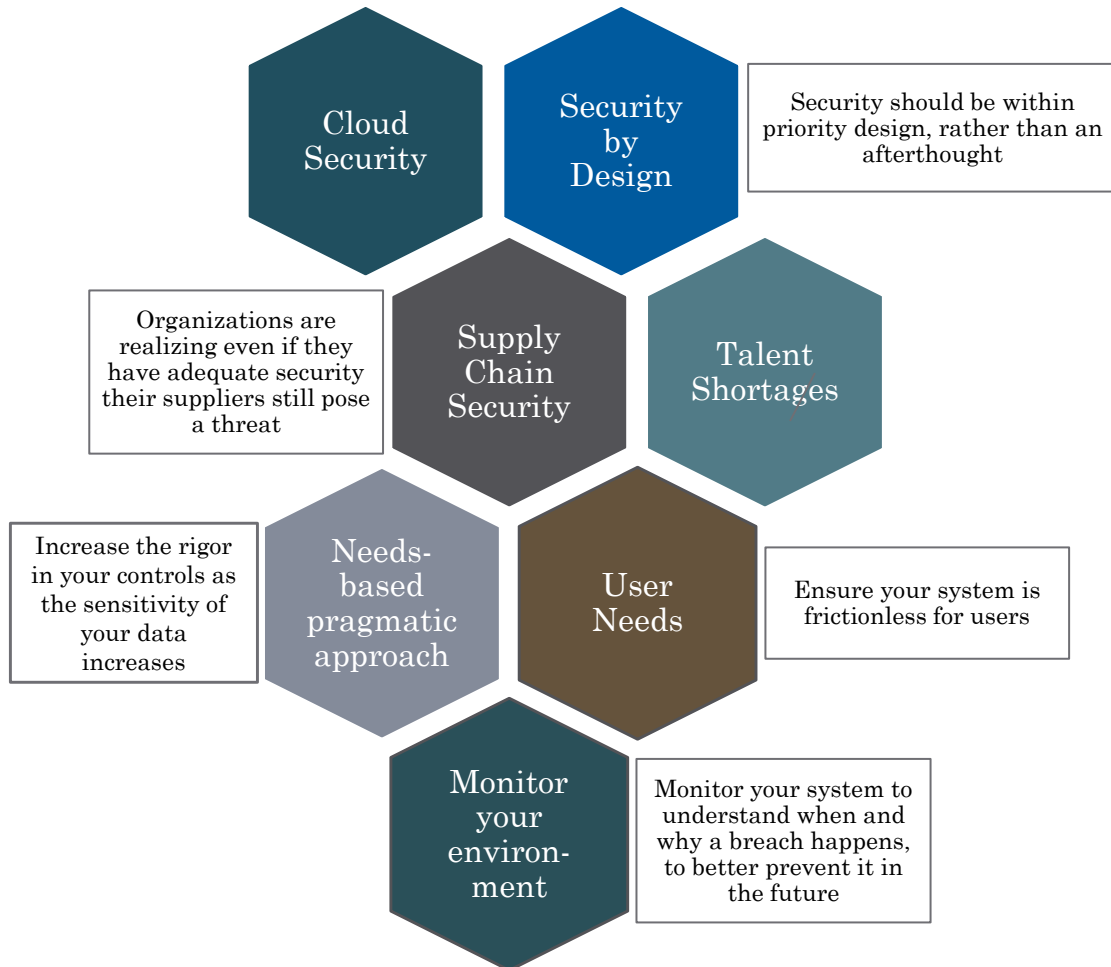 Cloud
Security
Security
by
Design
Security should be within
priority design, rather than an
afterthought
Organizations are
realizing even if they
have adequate security
their suppliers still pose
a threat
Supply
Chain
Security
Talent
Shortages
Increase the rigor
in your controls as
the sensitivity of
your data
increases
Needs-
based
pragmatic
approach
User
Needs
Ensure your system is
frictionless for users
Monitor
your
environ-
ment
Monitor your system to
understand when and
why a breach happens,
to better prevent it in
the future